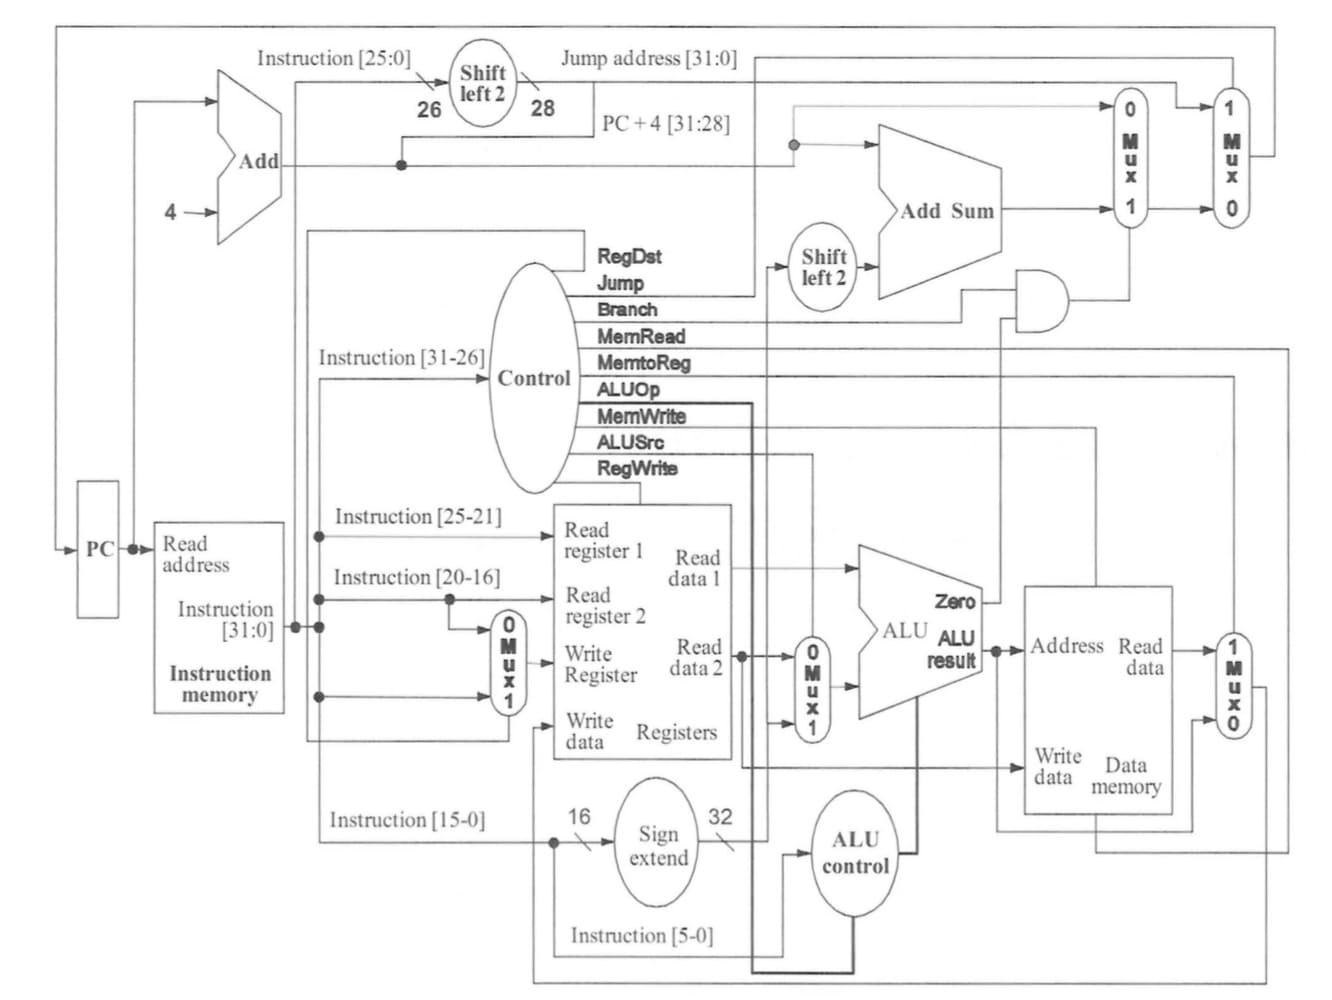 Instruction [25:0]
Shift
left 2
Jump address [31:0]
26
28
PC + 4 [31:28]
Add
4
0
M
u
x
1
1
M
u
x
0
Add Sum
Shift
left 2
RegDst
Jump
Branch
MemRead
MemtoReg
ALUOp
MemWrite
ALUSrc
RegWrite
Instruction [31-26]
Control
PC
Read
address
Instruction
[31:0]
Instruction
memory
Instruction [25-21]
Instruction [20-16]
0
M
u
x
1
Read
register 1
Read
register 2
Write
Register
Write
data
Read
data 1
Read
data 2
Registers
0
M
u
x
1
Zero
ALU
ALU
result
Address
Read
data
Write
data
Data
memory
1
M
u
x
0
Instruction [15-0]
16
Sign
extend
32
ALU
control
Instruction [5-0]